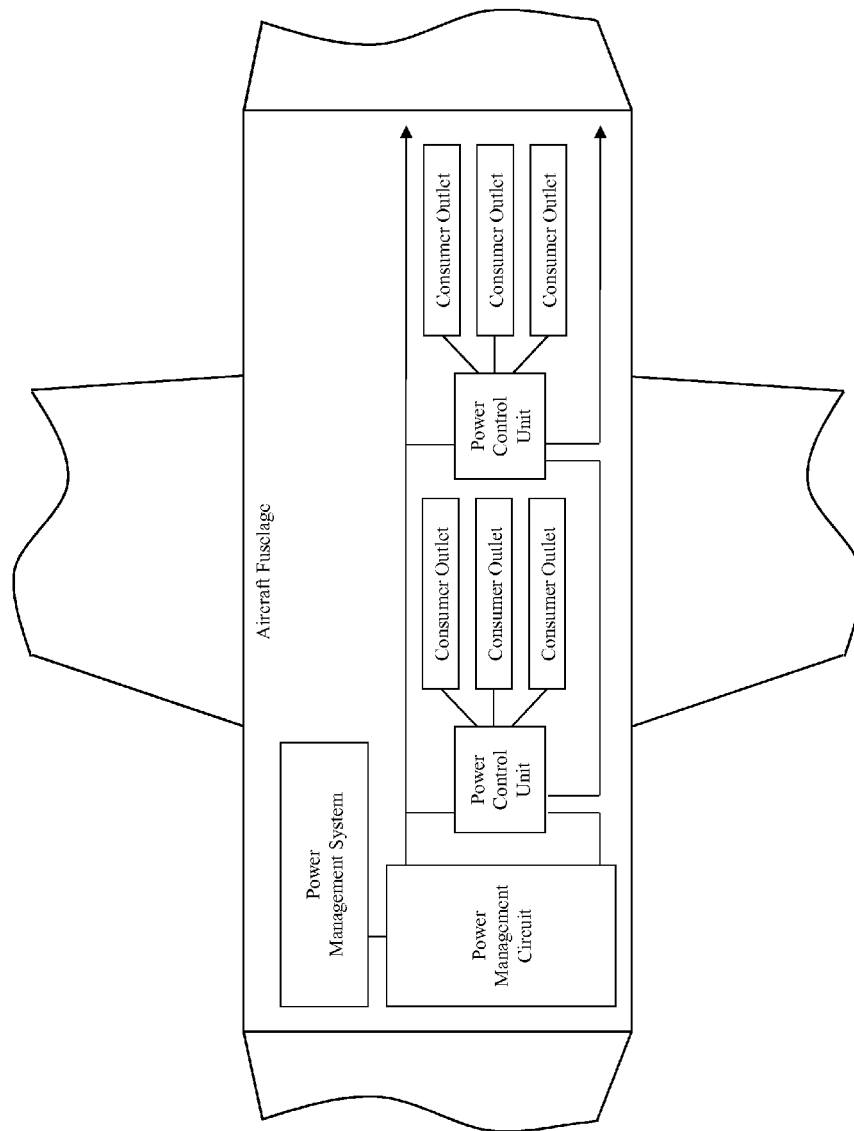 Aircraft Fuselage
Power
Management System
Power
Management
Circuit
Power
Control
Unit
Consumer Outlet
Consumer Outlet
Consumer Outlet
Power
Control
Unit
Consumer Outlet
Consumer Outlet
Consumer Outlet